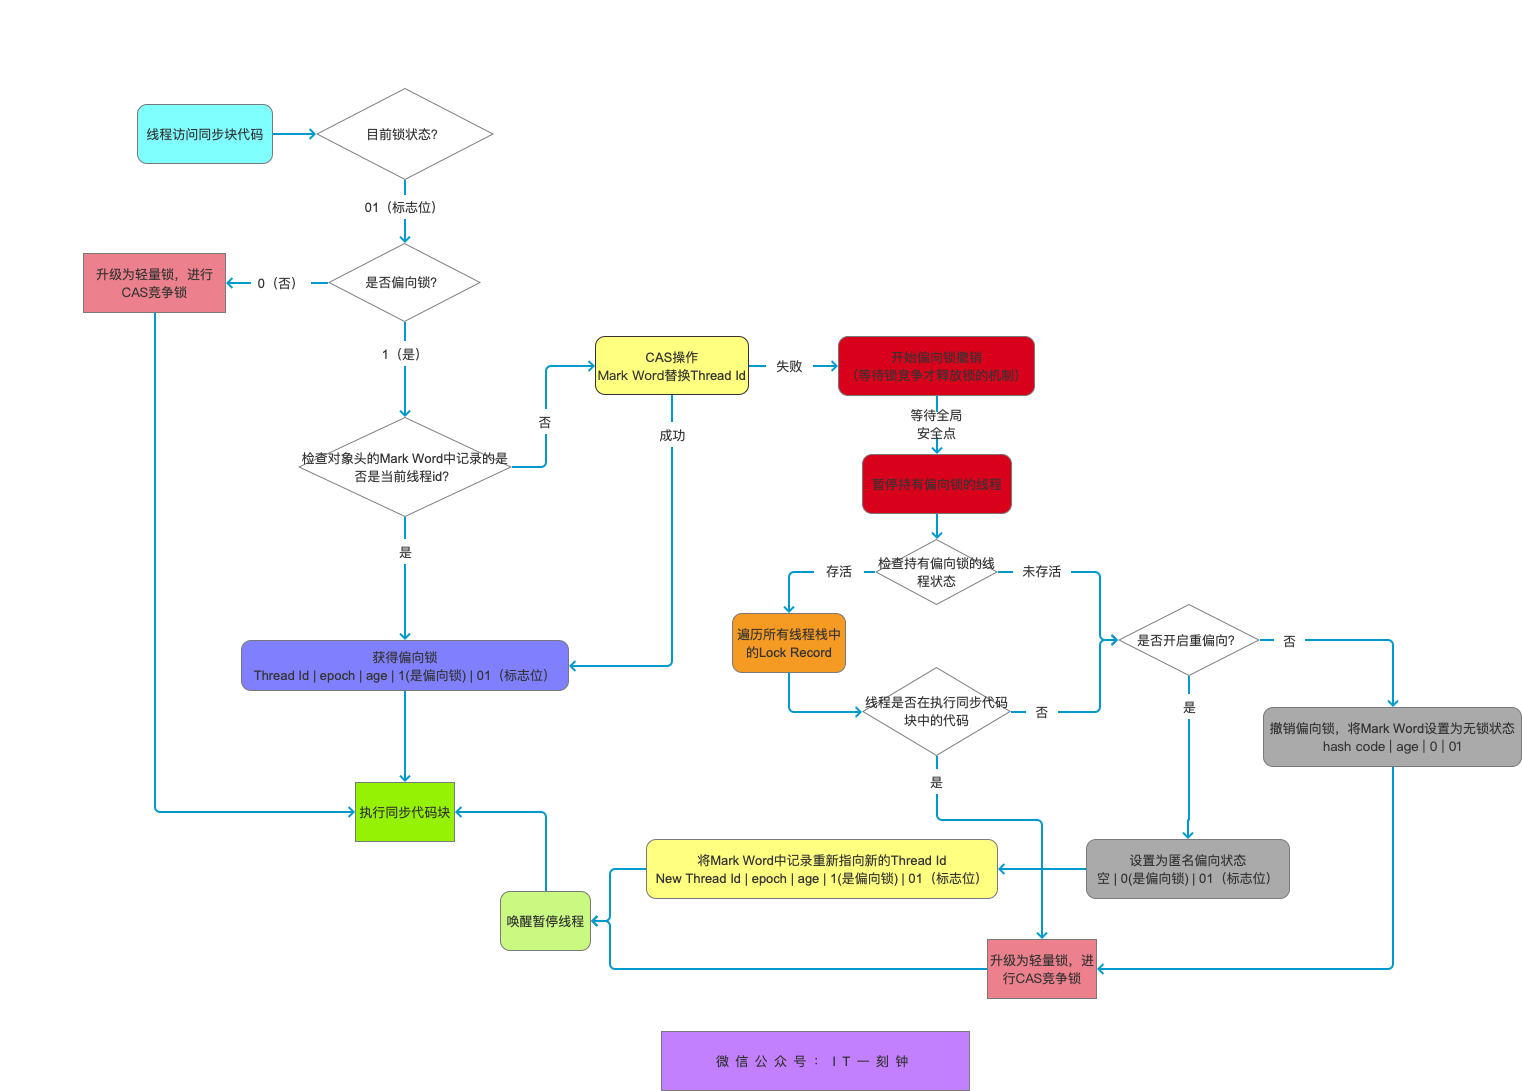 线程访问同步块代码
目前锁状态?
01（标志位）
升级为轻量锁，进行
CAS竞争锁
0（否）
是否偏向锁?
1（是）
CAS操作
Mark Word替换Thread Id
失败
开始偏向锁撤销
（等待锁竞争才释放锁的机制）
否
成功
等待全局
安全点
检查对象头的Mark Word中记录的是
否是当前线程id?
暂停持有偏向锁的线程
是
存活
检查持有偏向锁的线
程状态
未存活
遍历所有线程栈中
的Lock Record
是否开启重偏向?
否
获得偏向锁
Thread Id | epoch | age | 1(是偏向锁) | 01（标志位）
线程是否在执行同步代码
块中的代码
否
是
撤销偏向锁，将Mark Word设置为无锁状态
hash code | age | 0 | 01
是
执行同步代码块
将Mark Word中记录重新指向新的Thread Id
New Thread Id | epoch | age | 1(是偏向锁) | 01（标志位）
设置为匿名偏向状态
空 | 0(是偏向锁) | 01（标志位）
唤醒暂停线程
升级为轻量锁，进
行CAS竞争锁
微信公众号：IT一刻钟